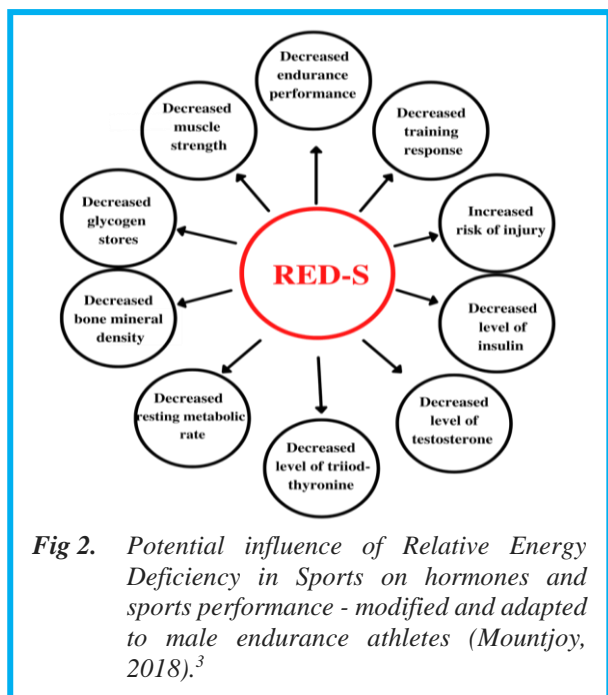 Decreased
endurance
performance
Decreased
training
response
Increased
risk of injury
Decreased
level of
insulin
Decreased
level of
testosterone
Decreased
level of triiod-
thyronine
Decreased
resting metabolic
rate
Decreased
bone mineral
density
Decreased
glycogen
stores
Decreased
muscle
strength
RED-S
Fig 2. Potential influence of Relative Energy
Deficiency in Sports on hormones and
sports performance - modified and adapted
to male endurance athletes (Mountjoy,
2018).³